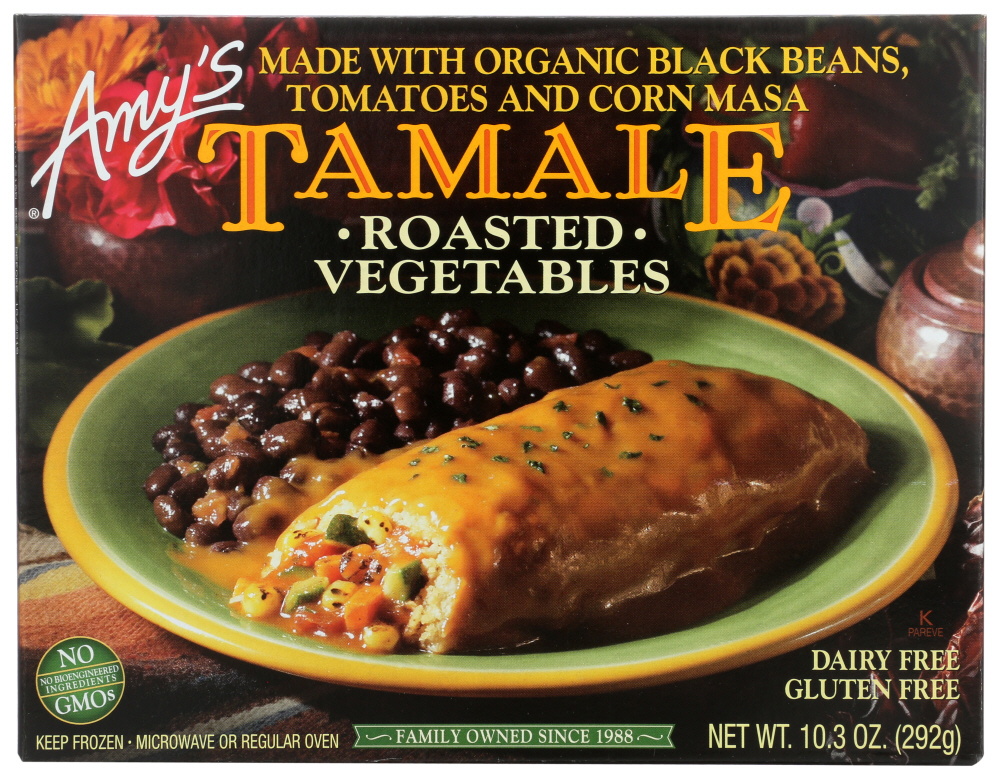 Amy's
MADE WITH ORGANIC BLACK BEANS,
TOMATOES AND CORN MASA
TAMALE
• ROASTED •
VEGETABLES
®
K
PAREVE
NO
NO BIOENGINEERED
INGREDIENTS
GMOs
DAIRY FREE
GLUTEN FREE
KEEP FROZEN • MICROWAVE OR REGULAR OVEN
FAMILY OWNED SINCE 1988
NET WT. 10.3 OZ. (292g)